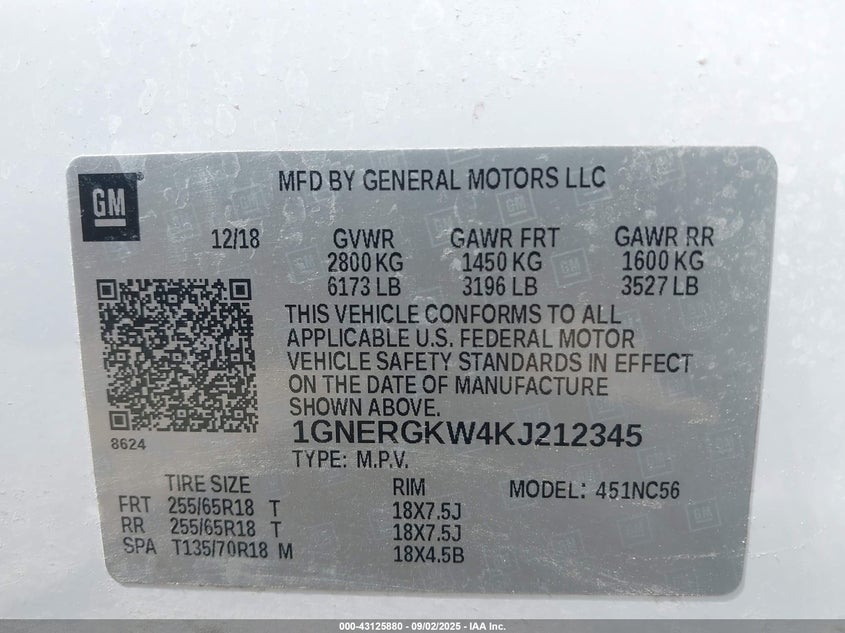 GM
MFD BY GENERAL MOTORS LLC
12/18 GVWR GAWR FRT GAWR RR
2800 KG 1450 KG 1600 KG
6173 LB 3196 LB 3527 LB
THIS VEHICLE CONFORMS TO ALL
APPLICABLE U.S. FEDERAL MOTOR
VEHICLE SAFETY STANDARDS IN EFFECT
ON THE DATE OF MANUFACTURE
SHOWN ABOVE.
8624
1GNERGKW4KJ212345
TYPE: M.P.V.
TIRE SIZE RIM MODEL: 451NC56
FRT 255/65R18 T 18X7.5J
RR 255/65R18 T 18X7.5J
SPA T135/70R18 M 18X4.5B
000-43125880 - 09/02/2025 - IAA Inc.